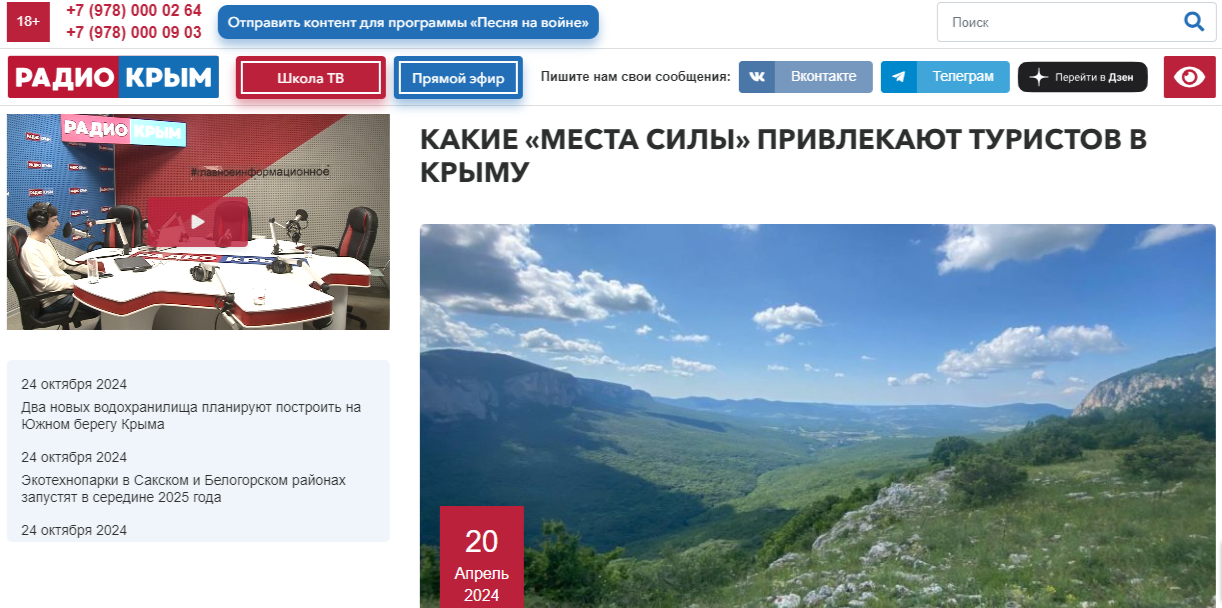 18+
+7 (978) 000 02 64
+7 (978) 000 09 03
Отправить контент для программы «Песня на войне»
Поиск
РАДИО КРЫМ
Школа ТВ
Прямой эфир
Пишите нам свои сообщения:
Вконтакте
Телеграм
Перейти в Дзен
РАДИО КРЫМ
#главноеинформационное
РАДИО КРЫМ
24 октября 2024
Два новых водохранилища планируют построить на
Южном берегу Крыма
24 октября 2024
Экотехнопарки в Сакском и Белогорском районах
запустят в середине 2025 года
24 октября 2024
КАКИЕ «МЕСТА СИЛЫ» ПРИВЛЕКАЮТ ТУРИСТОВ В
КРЫМУ
20
Апрель
2024